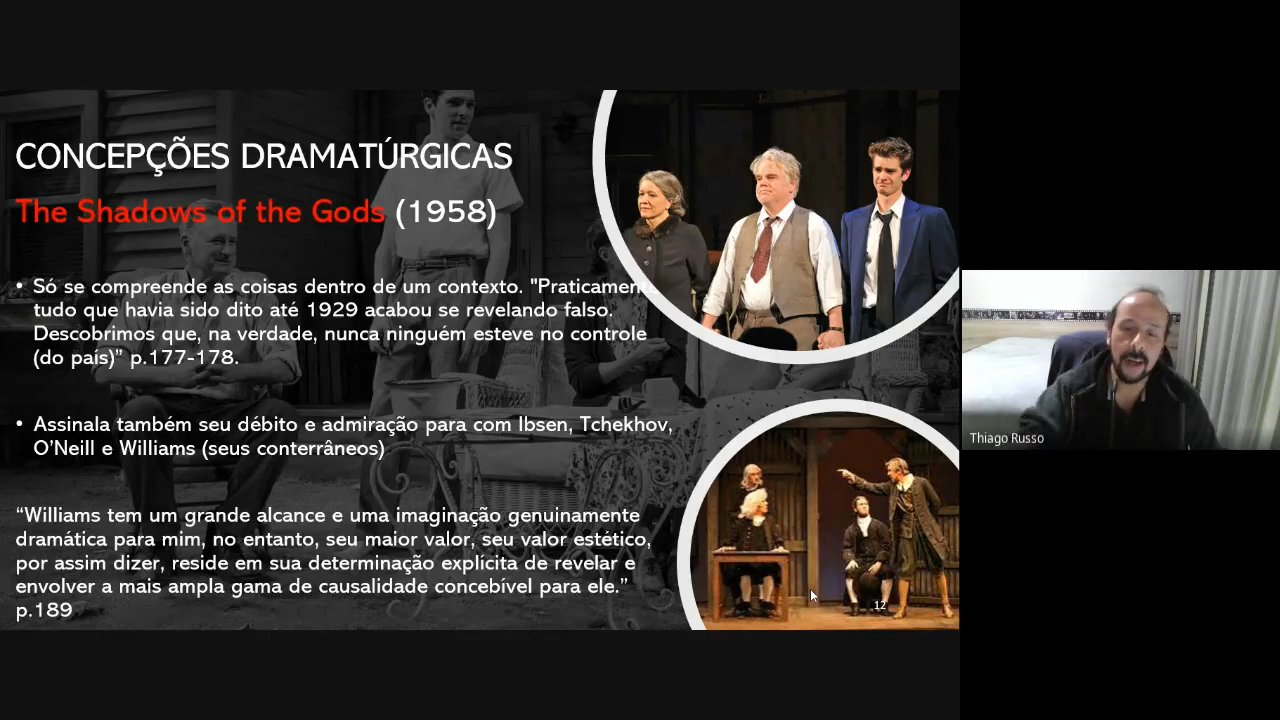 CONCEPÇÕES DRAMATÚRGICAS
The Shadows of the Gods (1958)
• Só se compreende as coisas dentro de um contexto. "Praticamente
tudo que havia sido dito até 1929 acabou se revelando falso.
Descobrimos que, na verdade, nunca ninguém esteve no controle
(do país)” p.177-178.
• Assinala também seu débito e admiração para com Ibsen, Tchekhov,
O’Neill e Williams (seus conterrâneos)
“Williams tem um grande alcance e uma imaginação genuinamente
dramática para mim, no entanto, seu maior valor, seu valor estético,
por assim dizer, reside em sua determinação explícita de revelar e
envolver a mais ampla gama de causalidade concebível para ele.”
p.189
12
Thiago Russo